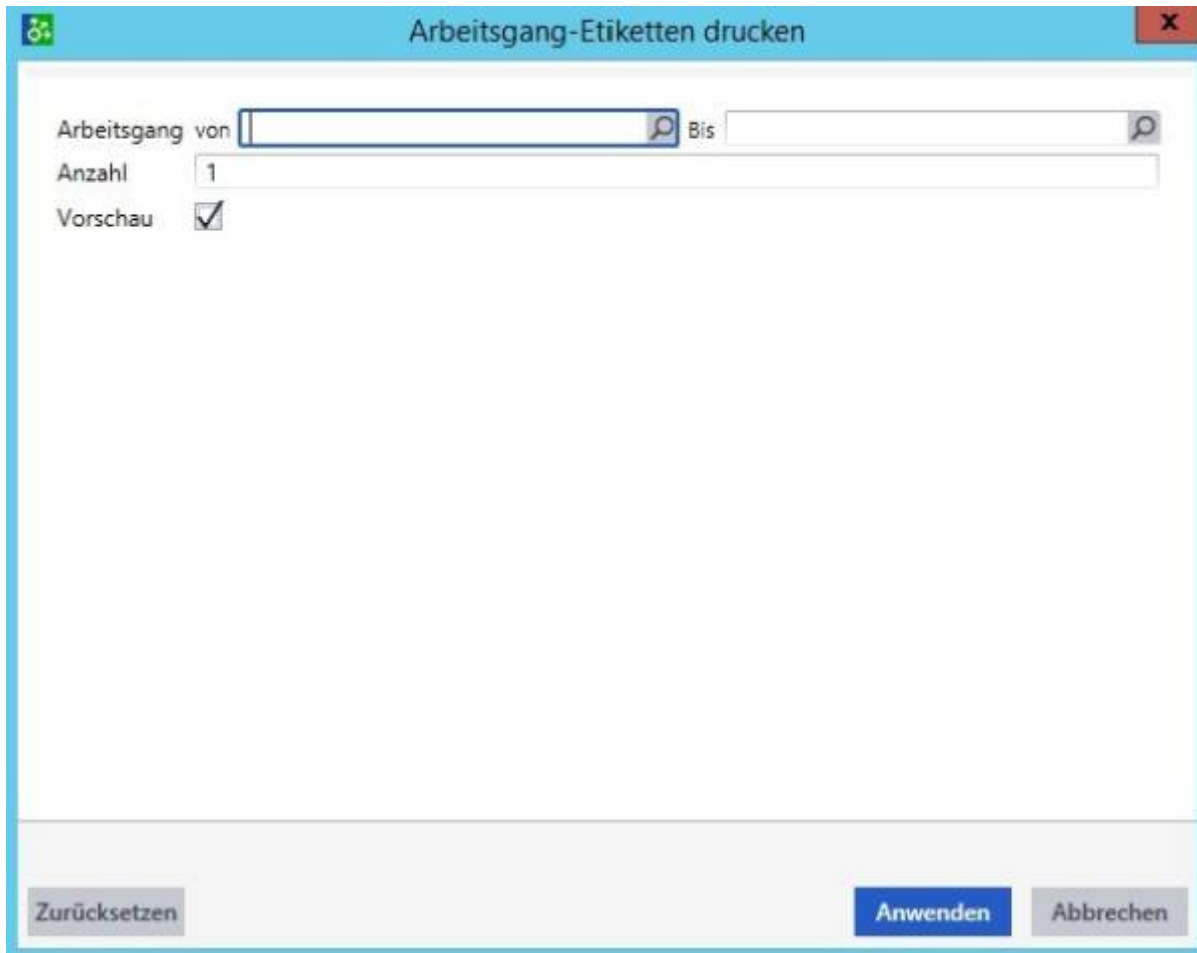 Arbeitsgang-Etiketten drucken
x
Arbeitsgang von Bis
Anzahl 1
Vorschau
Zurücksetzen Anwenden Abbrechen